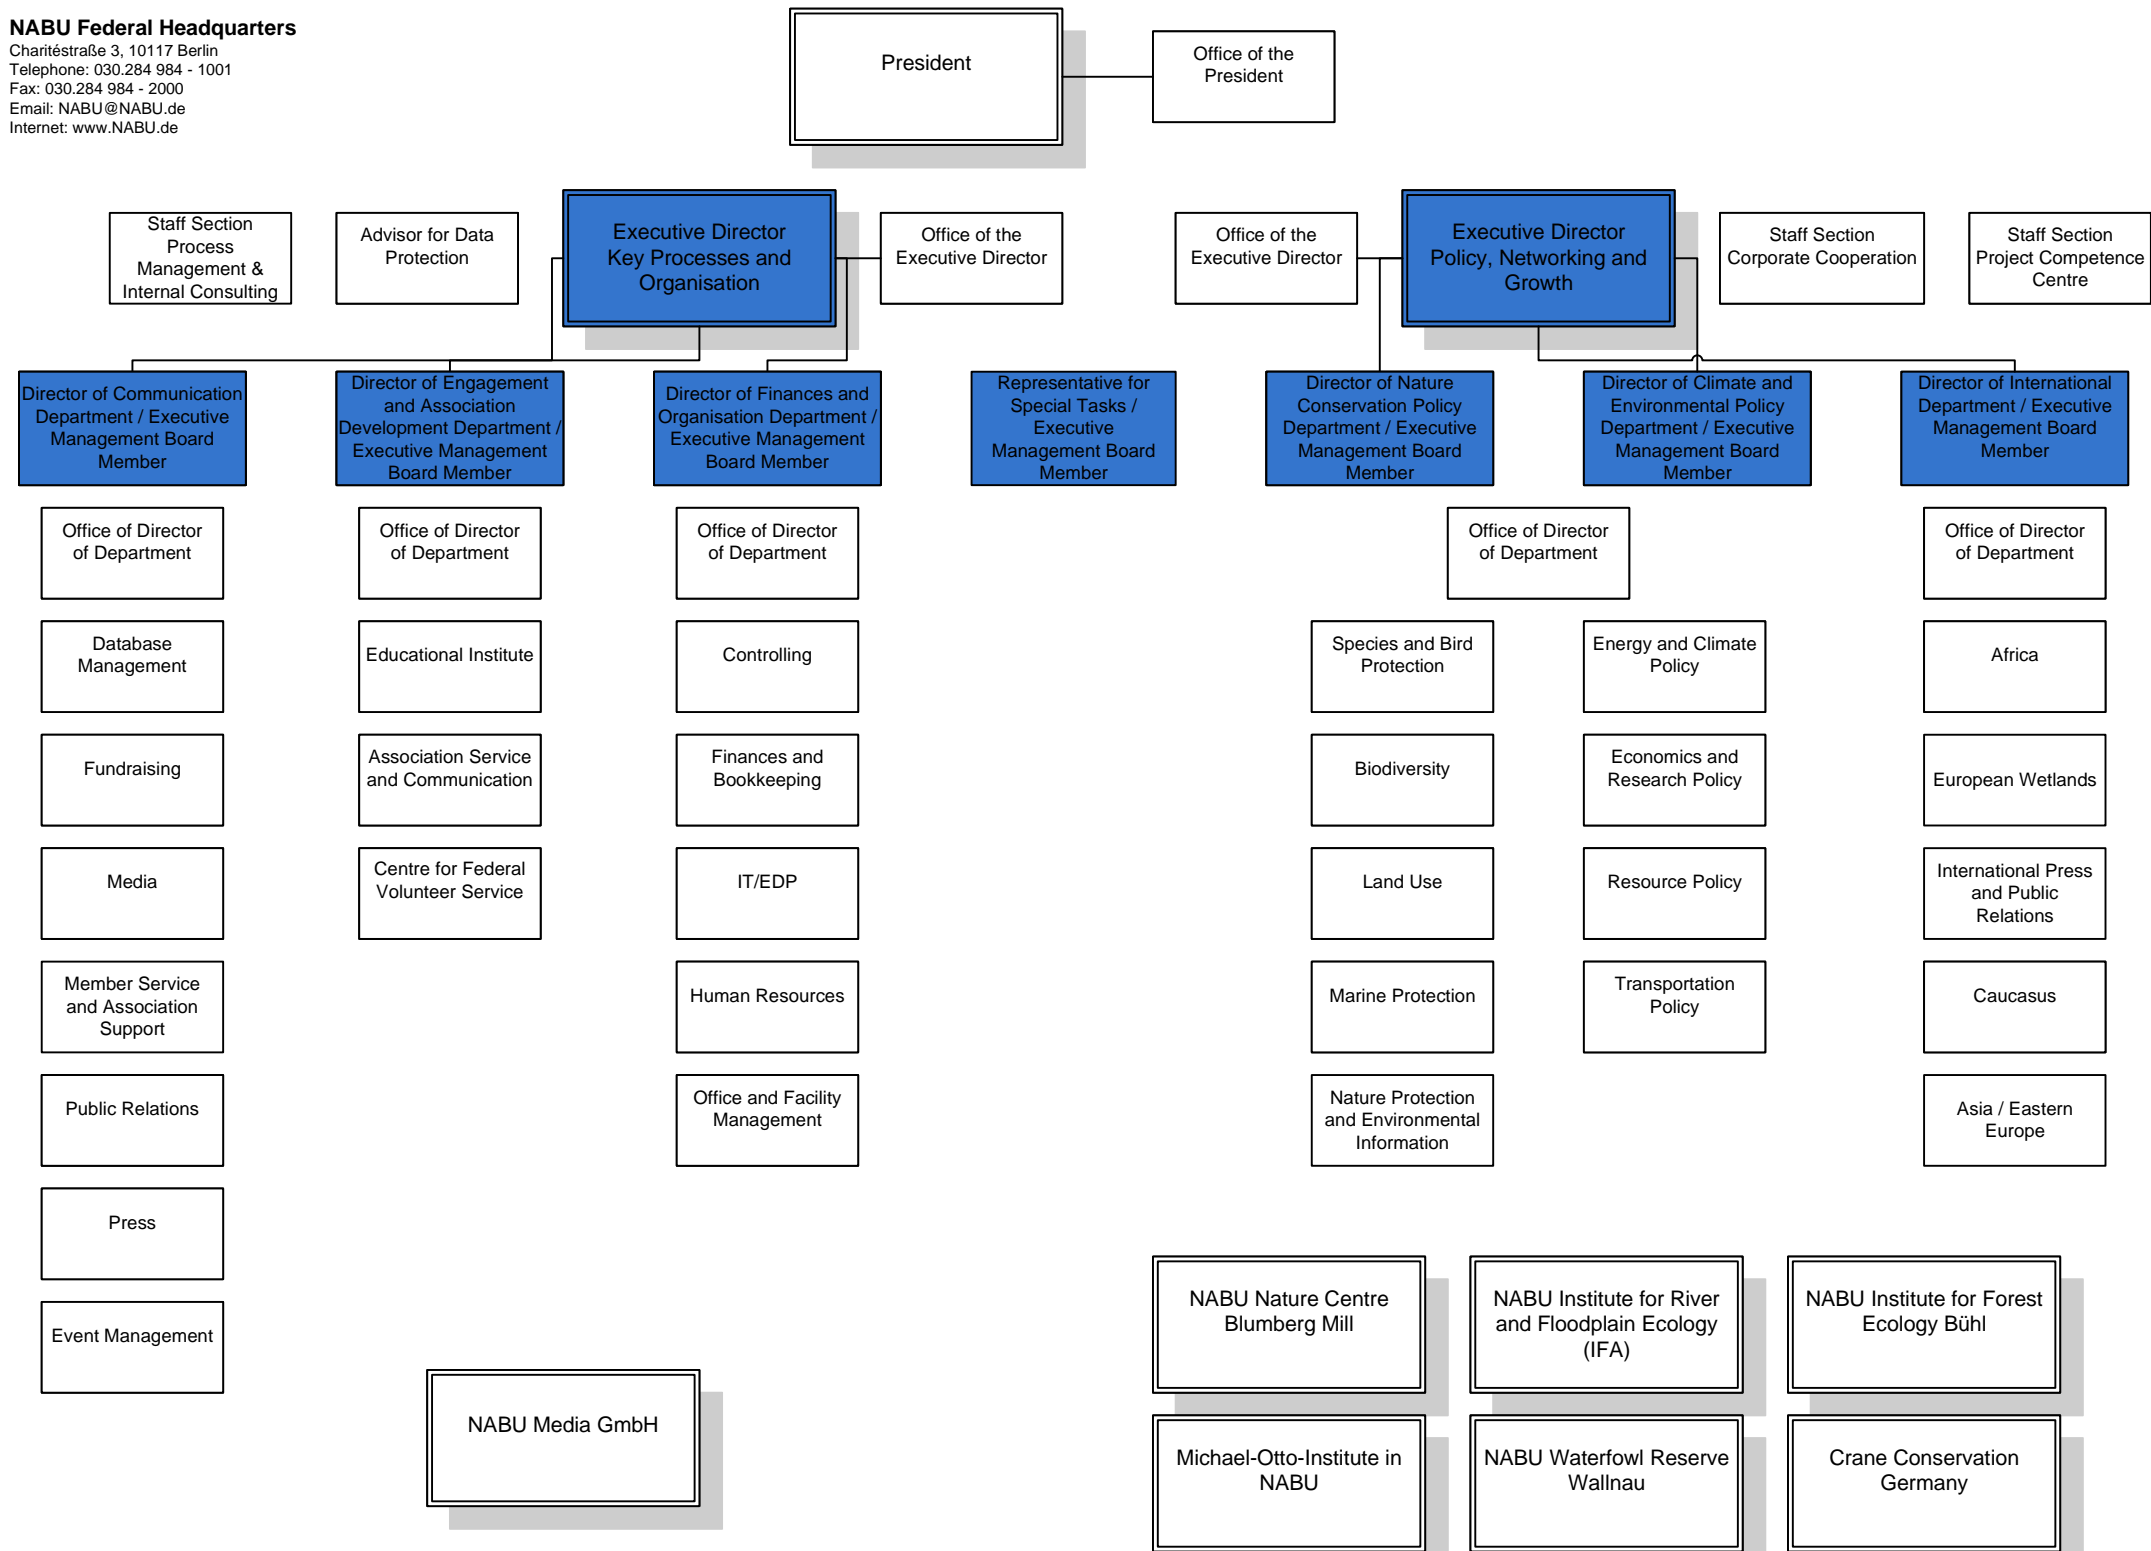 NABU Federal Headquarters
Charitéstraße 3, 10117 Berlin
Telephone: 030.284 984 - 1001
Fax: 030.284 984 - 2000
Email: NABU@NABU.de
Internet: www.NABU.de
President
Office of the
President
Staff Section
Process
Management &
Internal Consulting
Advisor for Data
Protection
Executive Director
Key Processes and
Organisation
Office of the
Executive Director
Office of the
Executive Director
Executive Director
Policy, Networking and
Growth
Staff Section
Corporate Cooperation
Staff Section
Project Competence
Centre
Director of Communication
Department / Executive
Management Board
Member
Director of Engagement
and Association
Development Department /
Executive Management
Board Member
Director of Finances and
Organisation Department /
Executive Management
Board Member
Representative for
Special Tasks /
Executive
Management Board
Member
Director of Nature
Conservation Policy
Department / Executive
Management Board
Member
Director of Climate and
Environmental Policy
Department / Executive
Management Board
Member
Director of International
Department / Executive
Management Board
Member
Office of Director
of Department
Office of Director
of Department
Office of Director
of Department
Office of Director
of Department
Office of Director
of Department
Database
Management
Educational Institute
Controlling
Species and Bird
Protection
Energy and Climate
Policy
Africa
Fundraising
Association Service
and Communication
Finances and
Bookkeeping
Biodiversity
Economics and
Research Policy
European Wetlands
Media
Centre for Federal
Volunteer Service
IT/EDP
Land Use
Resource Policy
International Press
and Public
Relations
Member Service
and Association
Support
Human Resources
Marine Protection
Transportation
Policy
Caucasus
Public Relations
Office and Facility
Management
Nature Protection
and Environmental
Information
Asia / Eastern
Europe
Press
Event Management
NABU Nature Centre
Blumberg Mill
NABU Institute for River
and Floodplain Ecology
(IFA)
NABU Institute for Forest
Ecology Bühl
NABU Media GmbH
Michael-Otto-Institute in
NABU
NABU Waterfowl Reserve
Wallnau
Crane Conservation
Germany